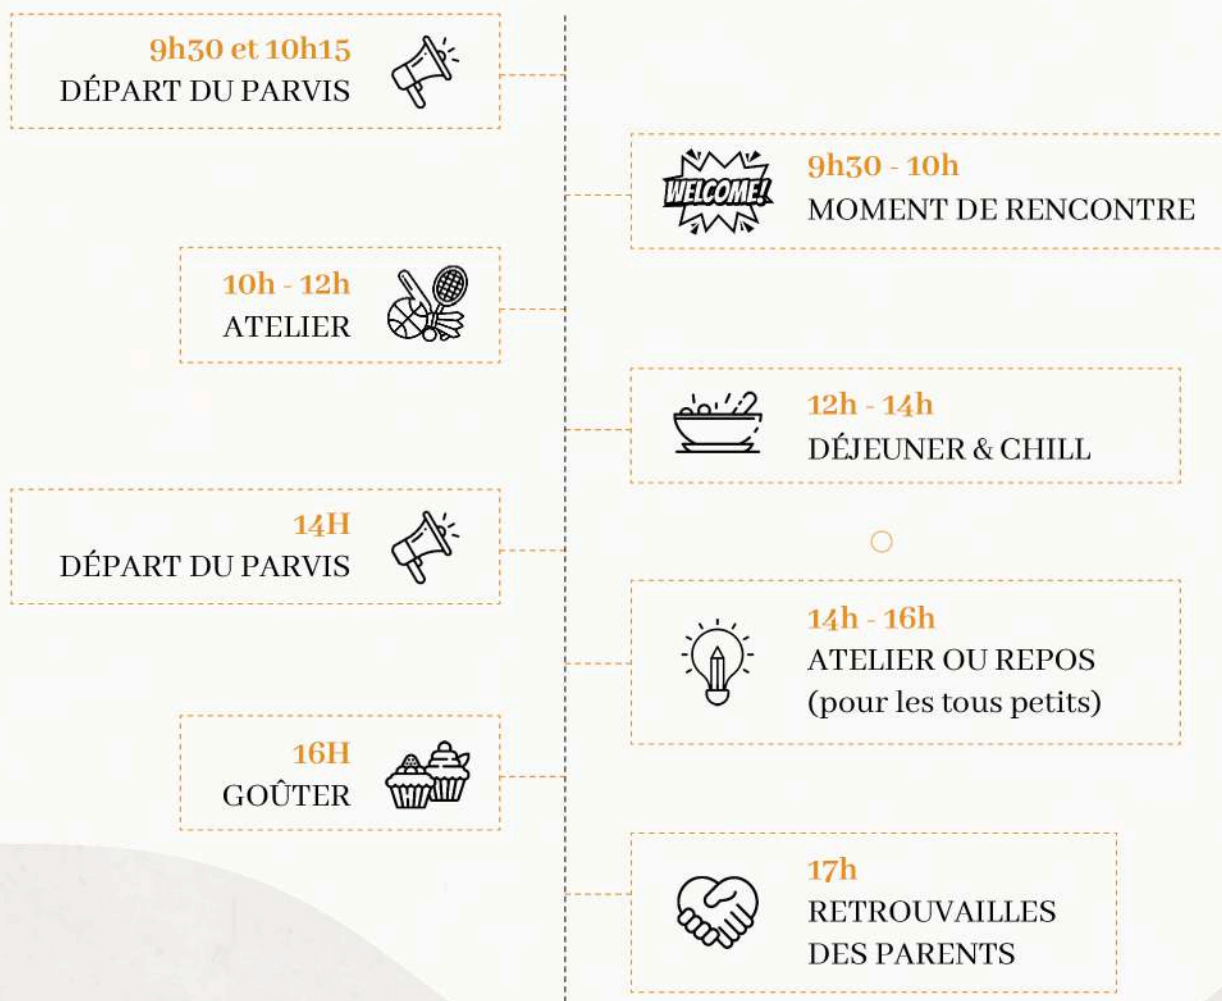 9h30 et 10h15
DÉPART DU PARVIS
WELCOME!
9h30 - 10h
MOMENT DE RENCONTRE
10h - 12h
ATELIER
12h - 14h
DÉJEUNER & CHILL
14H
DÉPART DU PARVIS
14h - 16h
ATELIER OU REPOS
(pour les tous petits)
16H
GOÛTER
17h
RETROUVAILLES
DES PARENTS